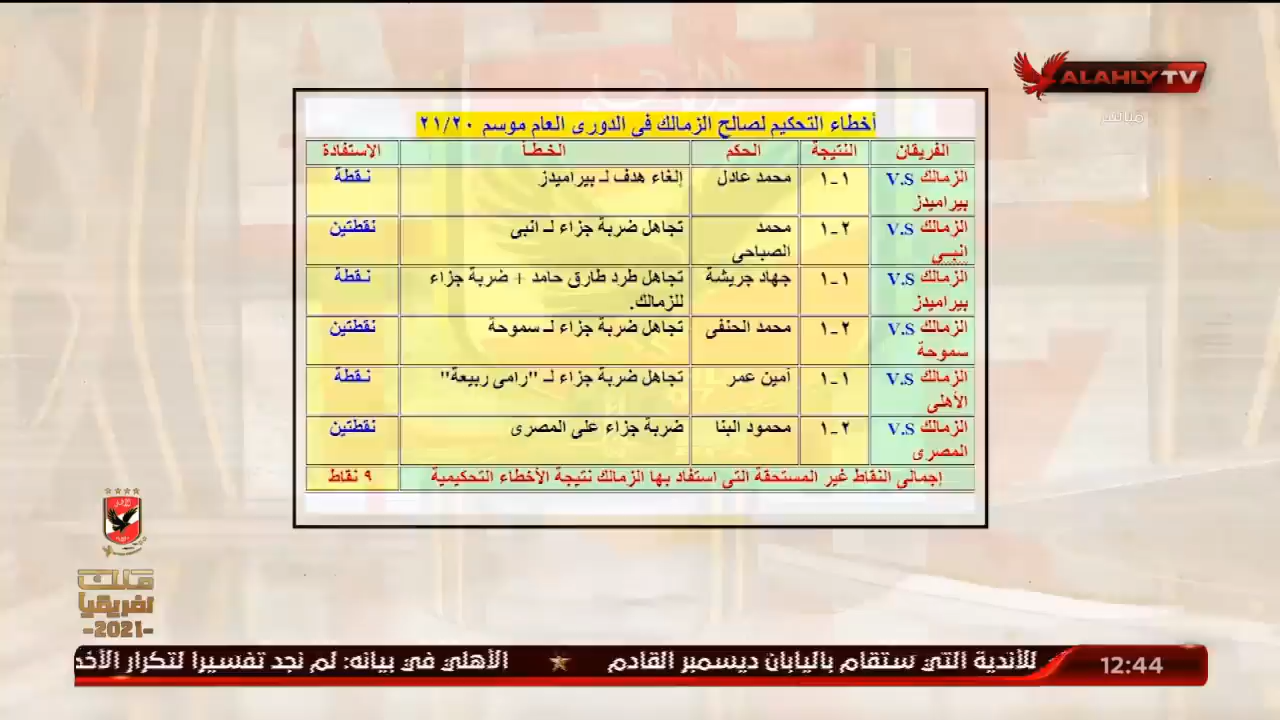 ALAHLY TV
مباشر
أخطاء التحكيم لصالح الزمالك فى الدورى العام موسم ٢١/٢٠
الفريقان النتيجة الحكم الخطأ الاستفادة
الزمالك V.S بيراميدز ١-١ محمد عادل إلغاء هدف لـ بيراميدز نقطة
الزمالك V.S انبى ٢-١ محمد الصباحى تجاهل ضربة جزاء لـ انبى نقطتين
الزمالك V.S بيراميدز ١-١ جهاد جريشة تجاهل طرد طارق حامد + ضربة جزاء للزمالك. نقطة
الزمالك V.S سموحة ٢-١ محمد الحنفى تجاهل ضربة جزاء لـ سموحة نقطتين
الزمالك V.S الأهلى ١-١ أمين عمر تجاهل ضربة جزاء لـ "رامى ربيعة" نقطة
الزمالك V.S المصرى ٢-١ محمود البنا ضربة جزاء على المصرى نقطتين
إجمالى النقاط غير المستحقة التى استفاد بها الزمالك نتيجة الأخطاء التحكيمية ٩ نقاط
ملك
إفريقيا
-2021-
للأندية التي ستقام باليابان ديسمبر القادم ★ الأهلي في بيانه: لم نجد تفسيرا لتكرار
12:44